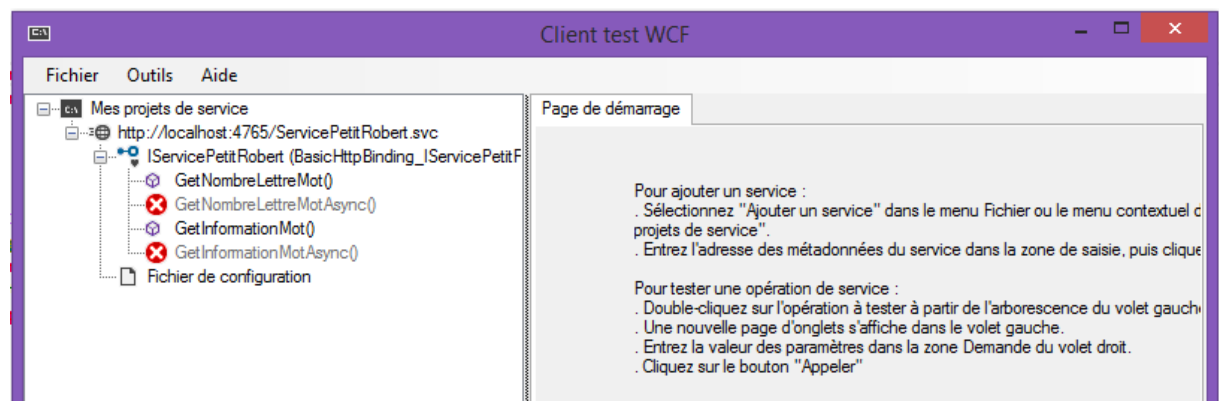 Client test WCF
Fichier Outils Aide
Mes projets de service
http://localhost:4765/ServicePetitRobert.svc
IServicePetitRobert (BasicHttpBinding_IServicePetitF
GetNombreLettreMot()
GetNombreLettreMotAsync()
GetInformationMot()
GetInformationMotAsync()
Fichier de configuration
Page de démarrage
Pour ajouter un service :
. Sélectionnez "Ajouter un service" dans le menu Fichier ou le menu contextuel d
projets de service".
. Entrez l'adresse des métadonnées du service dans la zone de saisie, puis clique
Pour tester une opération de service :
. Double-cliquez sur l'opération à tester à partir de l'arborescence du volet gauch
. Une nouvelle page d'onglets s'affiche dans le volet gauche.
. Entrez la valeur des paramètres dans la zone Demande du volet droit.
. Cliquez sur le bouton "Appeler"